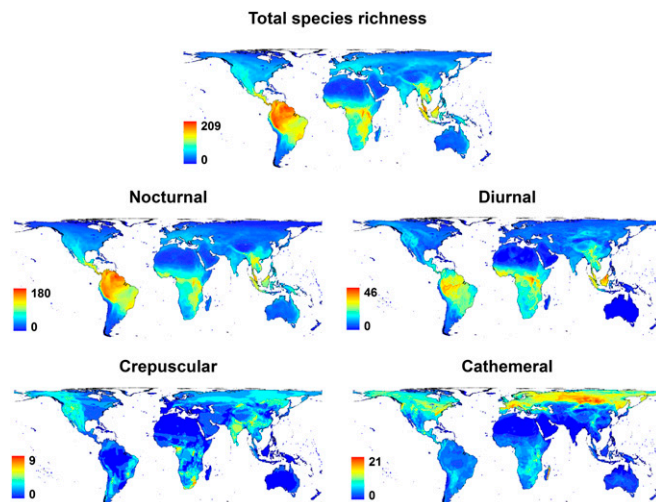 Total species richness
209
0
Nocturnal
Diurnal
180
0
46
0
Crepuscular
Cathemeral
9
0
21
0